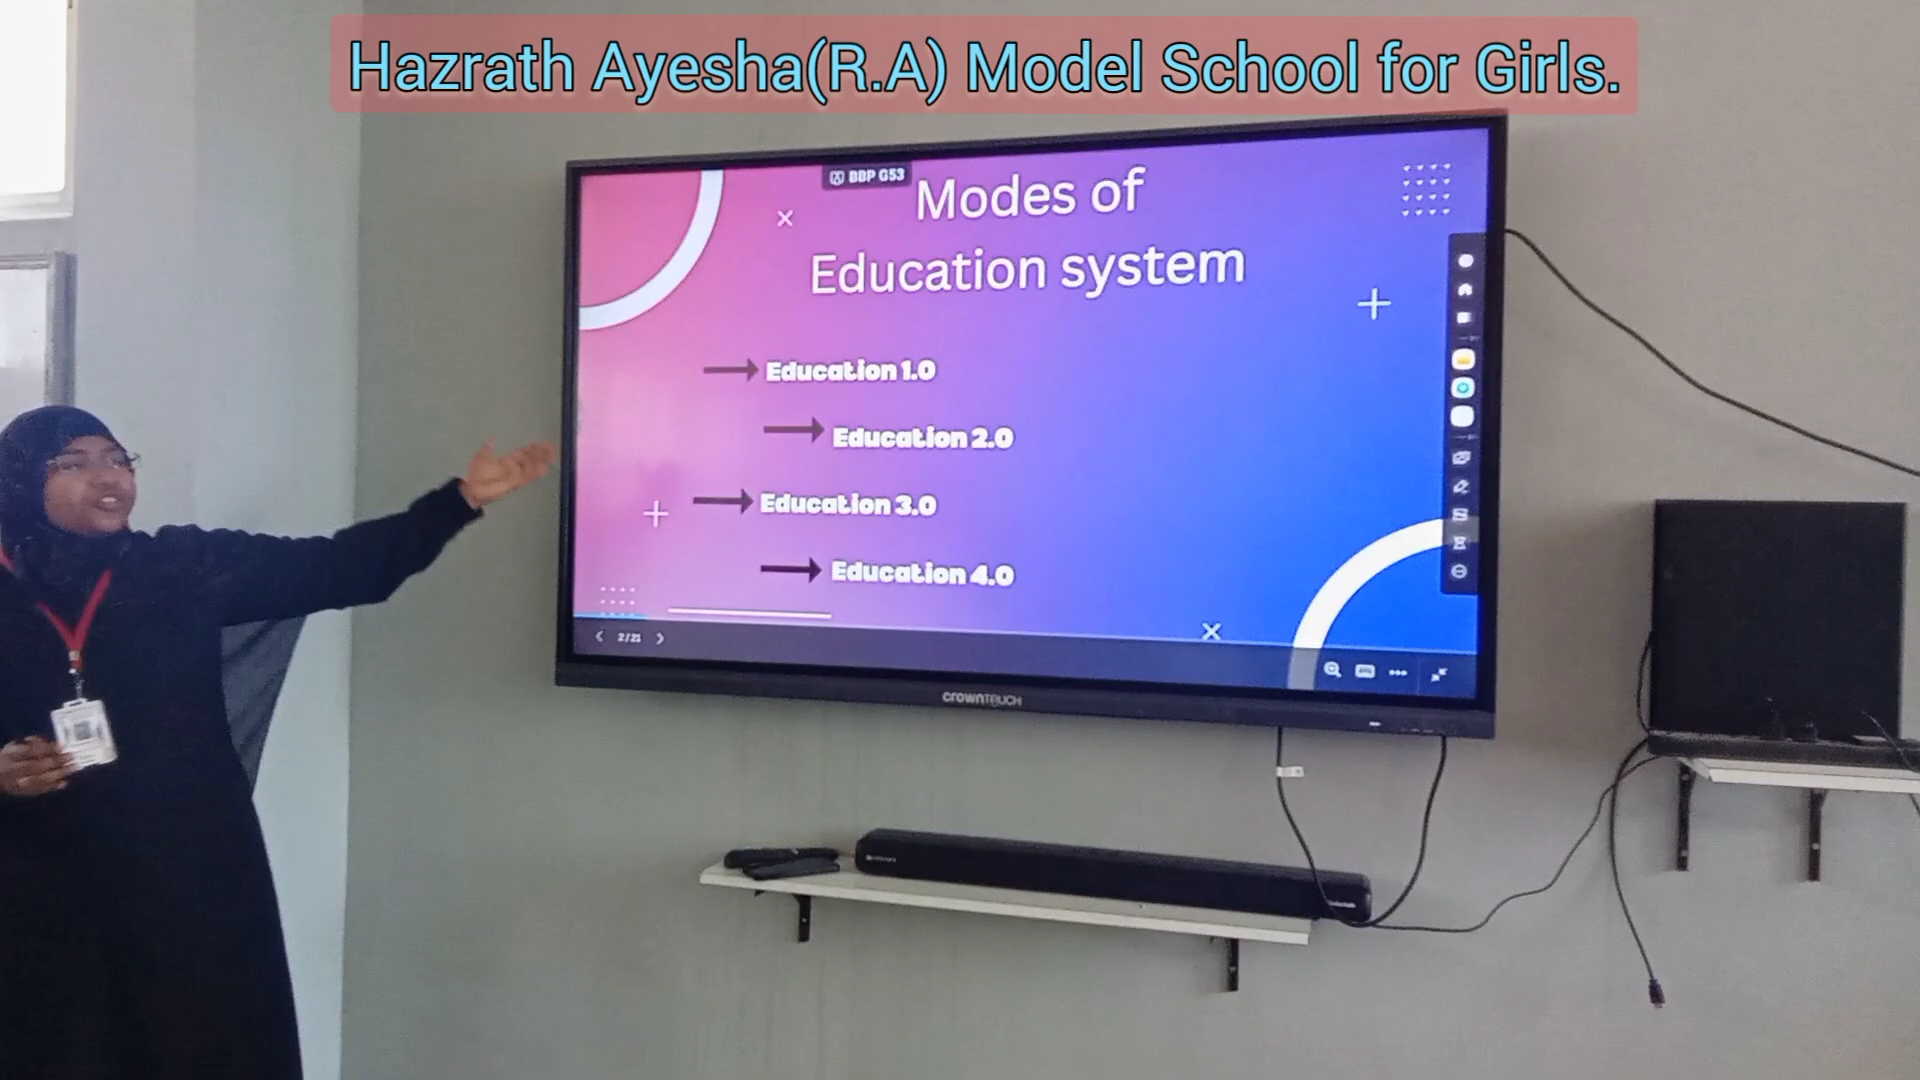 Hazrath Ayesha(R.A) Model School for Girls.
BBP G53
Modes of
Education system
Education 1.0
Education 2.0
Education 3.0
Education 4.0
2/21
crownTOUCH